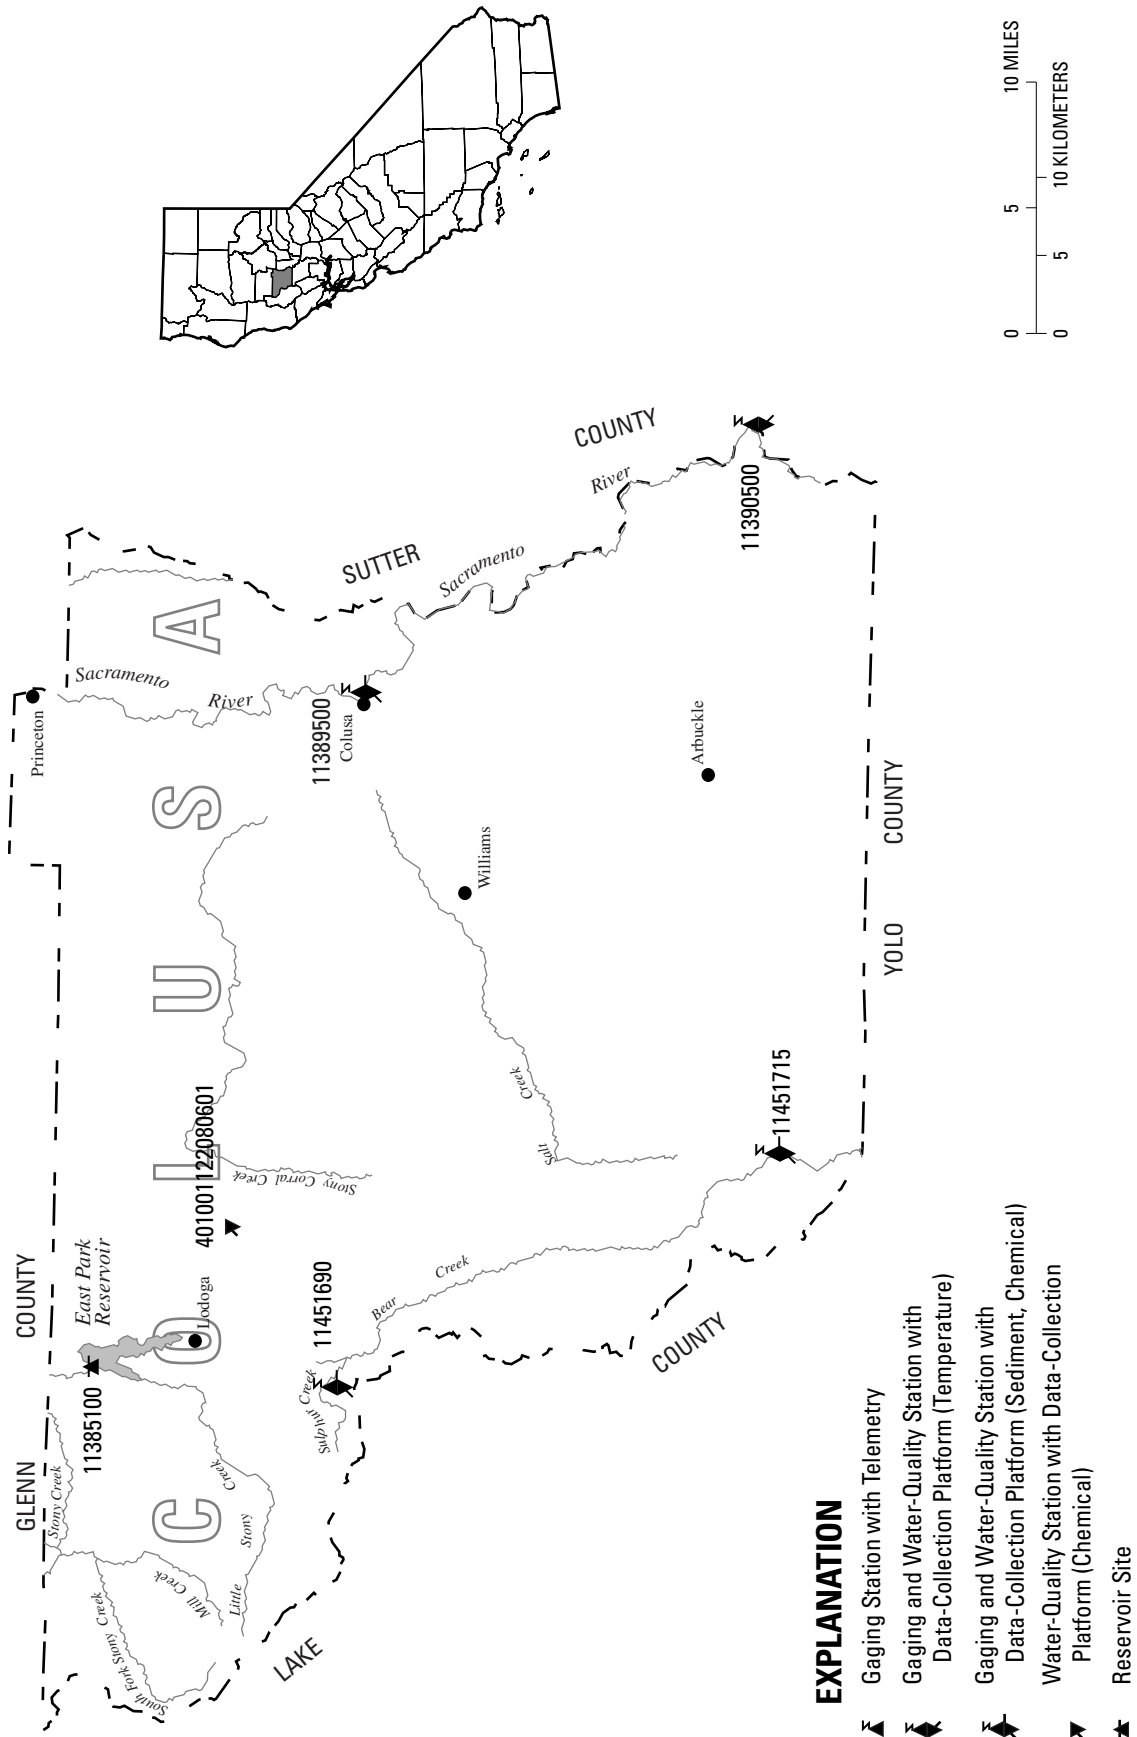 GLENN COUNTY
Princeton
Stony Creek
11385100
East Park
Reservoir
South Fork Stony Creek
Mill Creek
Little Stony Creek
Lodoga
COLUSA
401001122080601
Stony Corral Creek
Sacramento River
11389500
Colusa
SUTTER COUNTY
Sacramento River
LAKE COUNTY
Sulphur Creek
11451690
Bear Creek
Salt Creek
Williams
Arbuckle
11390500
11451715
YOLO COUNTY
EXPLANATION
Gaging Station with Telemetry
Gaging and Water-Quality Station with
Data-Collection Platform (Temperature)
Gaging and Water-Quality Station with
Data-Collection Platform (Sediment, Chemical)
Water-Quality Station with Data-Collection
Platform (Chemical)
Reservoir Site
0 5 10 MILES
0 5 10 KILOMETERS